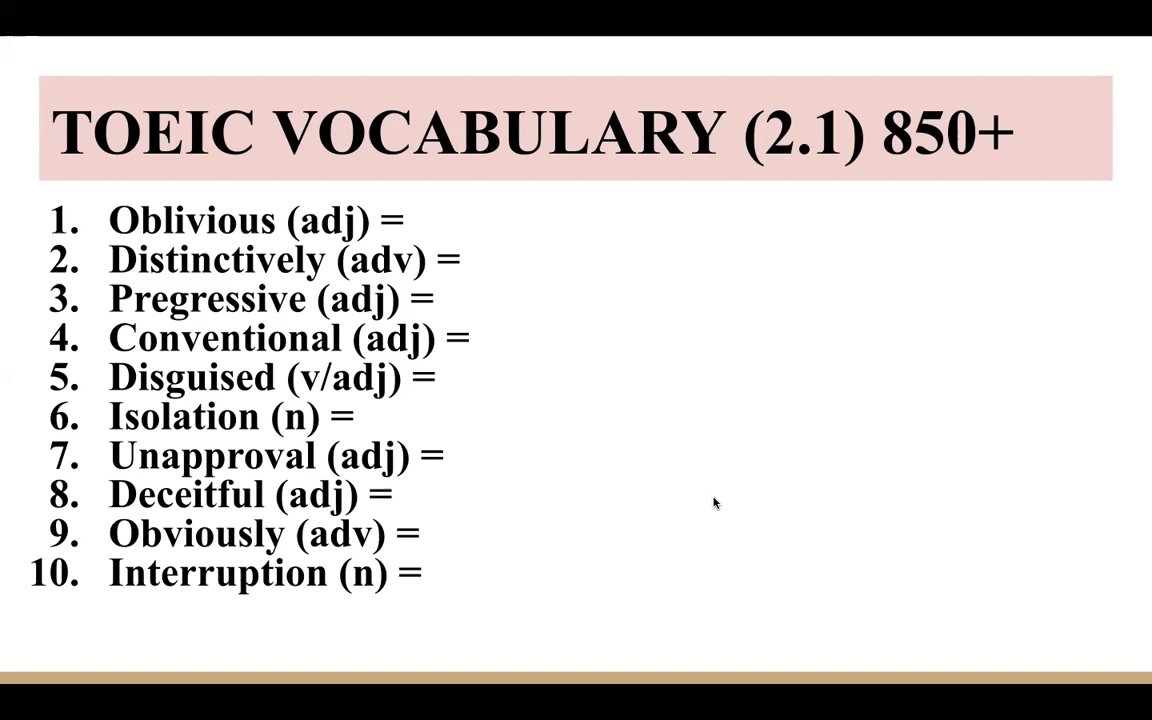 TOEIC VOCABULARY (2.1) 850+
1. Oblivious (adj) =
2. Distinctively (adv) =
3. Pregressive (adj) =
4. Conventional (adj) =
5. Disguised (v/adj) =
6. Isolation (n) =
7. Unapproval (adj) =
8. Deceitful (adj) =
9. Obviously (adv) =
10. Interruption (n) =